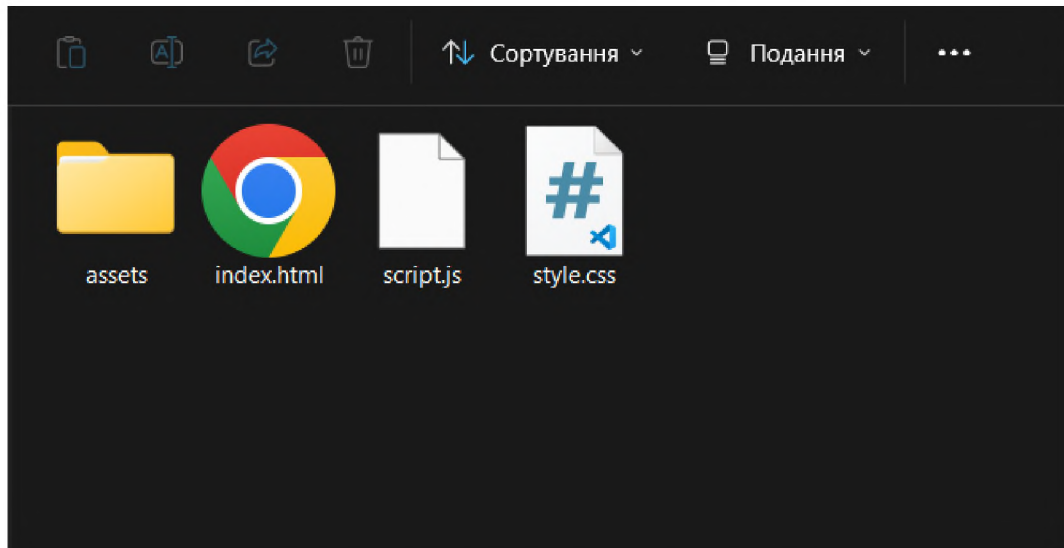 Сортування
Подання
assets
index.html
script.js
style.css